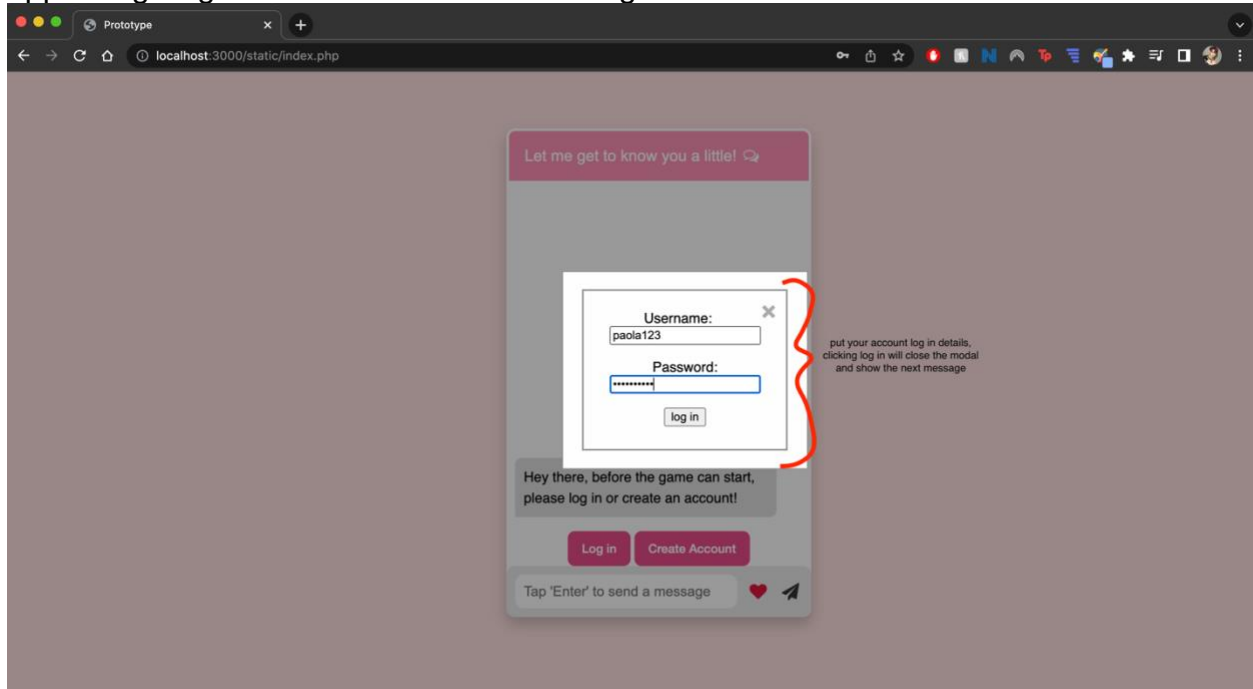 Prototype
localhost:3000/static/index.php
Let me get to know you a little!
Username:
paola123
Password:
••••••••••
log in
put your account log in details,
clicking log in will close the modal
and show the next message
Hey there, before the game can start,
please log in or create an account!
Log in
Create Account
Tap 'Enter' to send a message